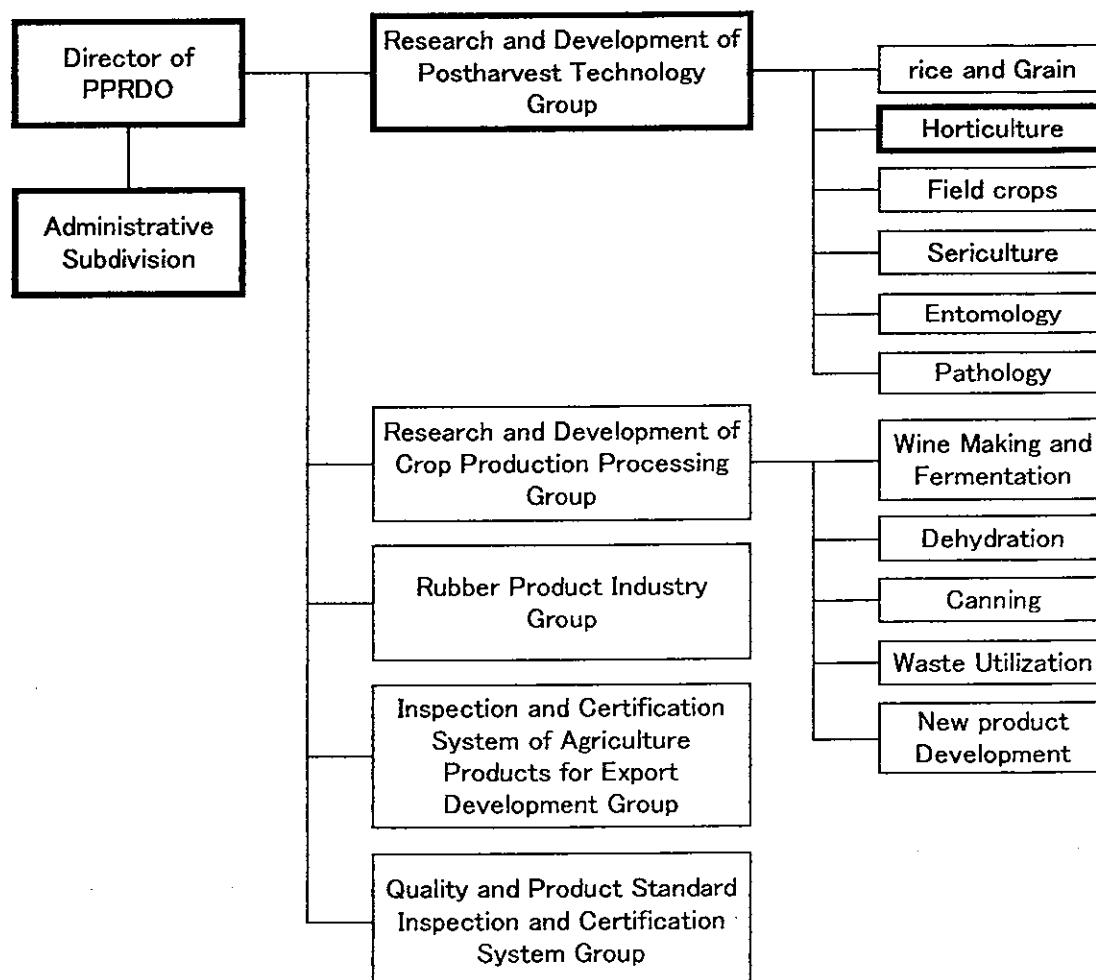 Director of
PPRDO
Administrative
Subdivision
Research and Development of
Postharvest Technology
Group
rice and Grain
Horticulture
Field crops
Sericulture
Entomology
Pathology
Research and Development of
Crop Production Processing
Group
Wine Making and
Fermentation
Dehydration
Canning
Waste Utilization
New product
Development
Rubber Product Industry
Group
Inspection and Certification
System of Agriculture
Products for Export
Development Group
Quality and Product Standard
Inspection and Certification
System Group